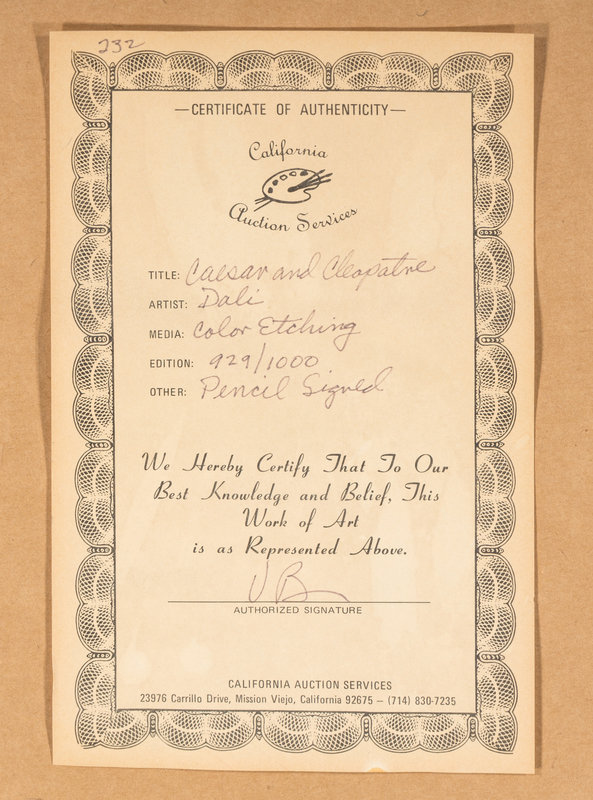 232
—CERTIFICATE OF AUTHENTICITY—
California
Auction Services
TITLE: Caesar and Cleopatre
ARTIST: Dali
MEDIA: Color Etching
EDITION: 929/1000
OTHER: Pencil Signed
We Hereby Certify That To Our
Best Knowledge and Belief, This
Work of Art
is as Represented Above.
AUTHORIZED SIGNATURE
CALIFORNIA AUCTION SERVICES
23976 Carrillo Drive, Mission Viejo, California 92675 – (714) 830-7235